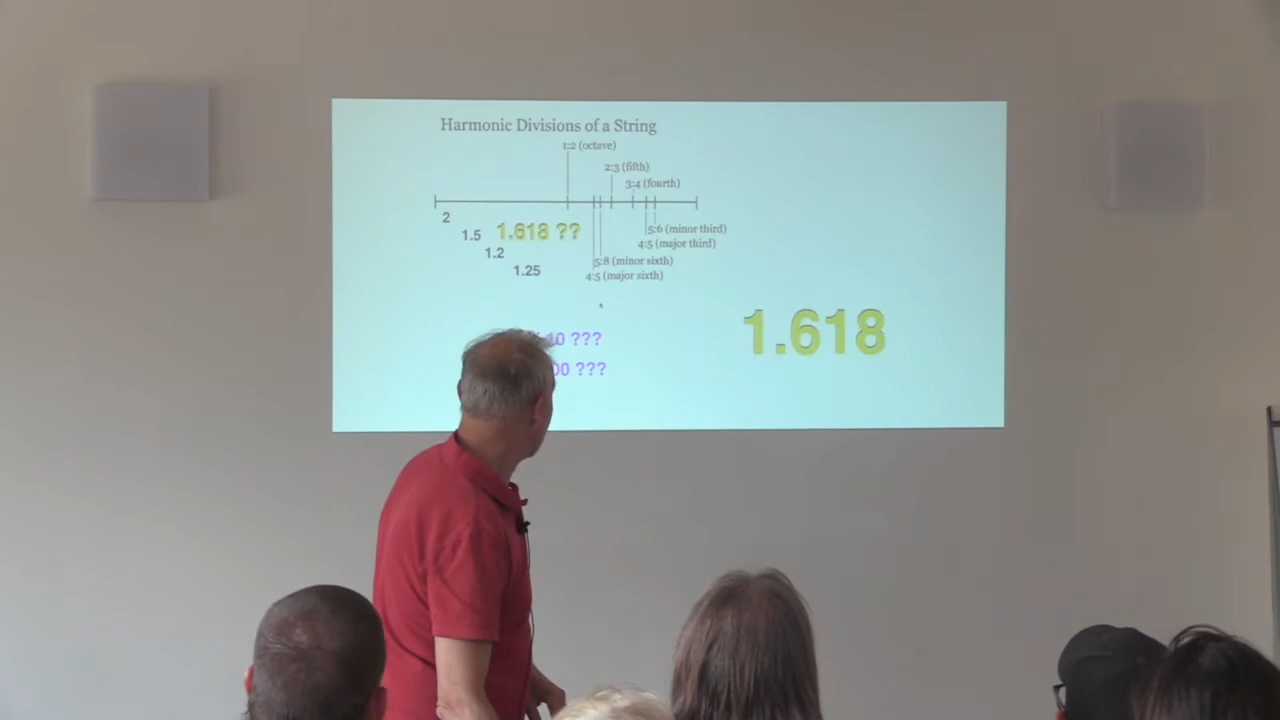 Harmonic Divisions of a String
1:2 (octave)
2:3 (fifth)
3:4 (fourth)
2
1.5
1.618 ??
1.2
1.25
5:6 (minor third)
4:5 (major third)
5:8 (minor sixth)
4:5 (major sixth)
10 ???
00 ???
1.618